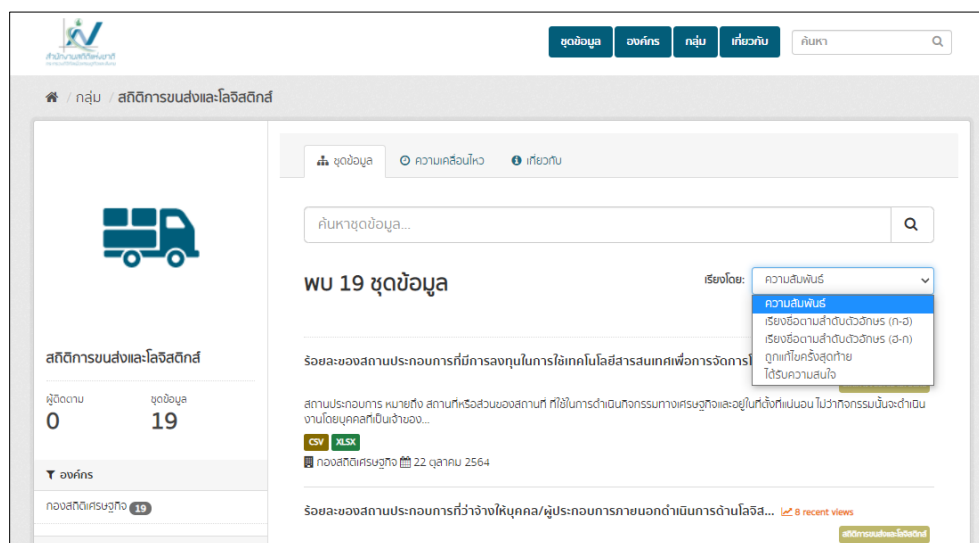 สำนักงานสถิติแห่งชาติ
ชุดข้อมูล
องค์กร
กลุ่ม
เกี่ยวกับ
ค้นหา
/ กลุ่ม / สถิติการขนส่งและโลจิสติกส์
ชุดข้อมูล
ความเคลื่อนไหว
เกี่ยวกับ
ค้นหาชุดข้อมูล...
พบ 19 ชุดข้อมูล
เรียงโดย:
ความสัมพันธ์
ความสัมพันธ์
เรียงชื่อตามลำดับตัวอักษร (ก-ฮ)
เรียงชื่อตามลำดับตัวอักษร (ฮ-ก)
ถูกแก้ไขครั้งสุดท้าย
ได้รับความสนใจ
สถิติการขนส่งและโลจิสติกส์
ผู้ติดตาม
0
ชุดข้อมูล
19
องค์กร
กองสถิติเศรษฐกิจ 19
ร้อยละของสถานประกอบการที่มีการลงทุนในการใช้เทคโนโลยีสารสนเทศเพื่อการจัดการโ
สถานประกอบการ หมายถึง สถานที่หรือส่วนของสถานที่ ที่ใช้ในการดำเนินกิจกรรมทางเศรษฐกิจและอยู่ในที่ตั้งที่แน่นอน ไม่ว่ากิจกรรมนั้นจะดำเนิน
งานโดยบุคคลที่เป็นเจ้าของ...
CSV XLSX
กองสถิติเศรษฐกิจ 22 ตุลาคม 2564
ร้อยละของสถานประกอบการที่ว่าจ้างให้บุคคล/ผู้ประกอบการภายนอกดำเนินการด้านโลจิส... 8 recent views
สถิติการขนส่งและโลจิสติกส์